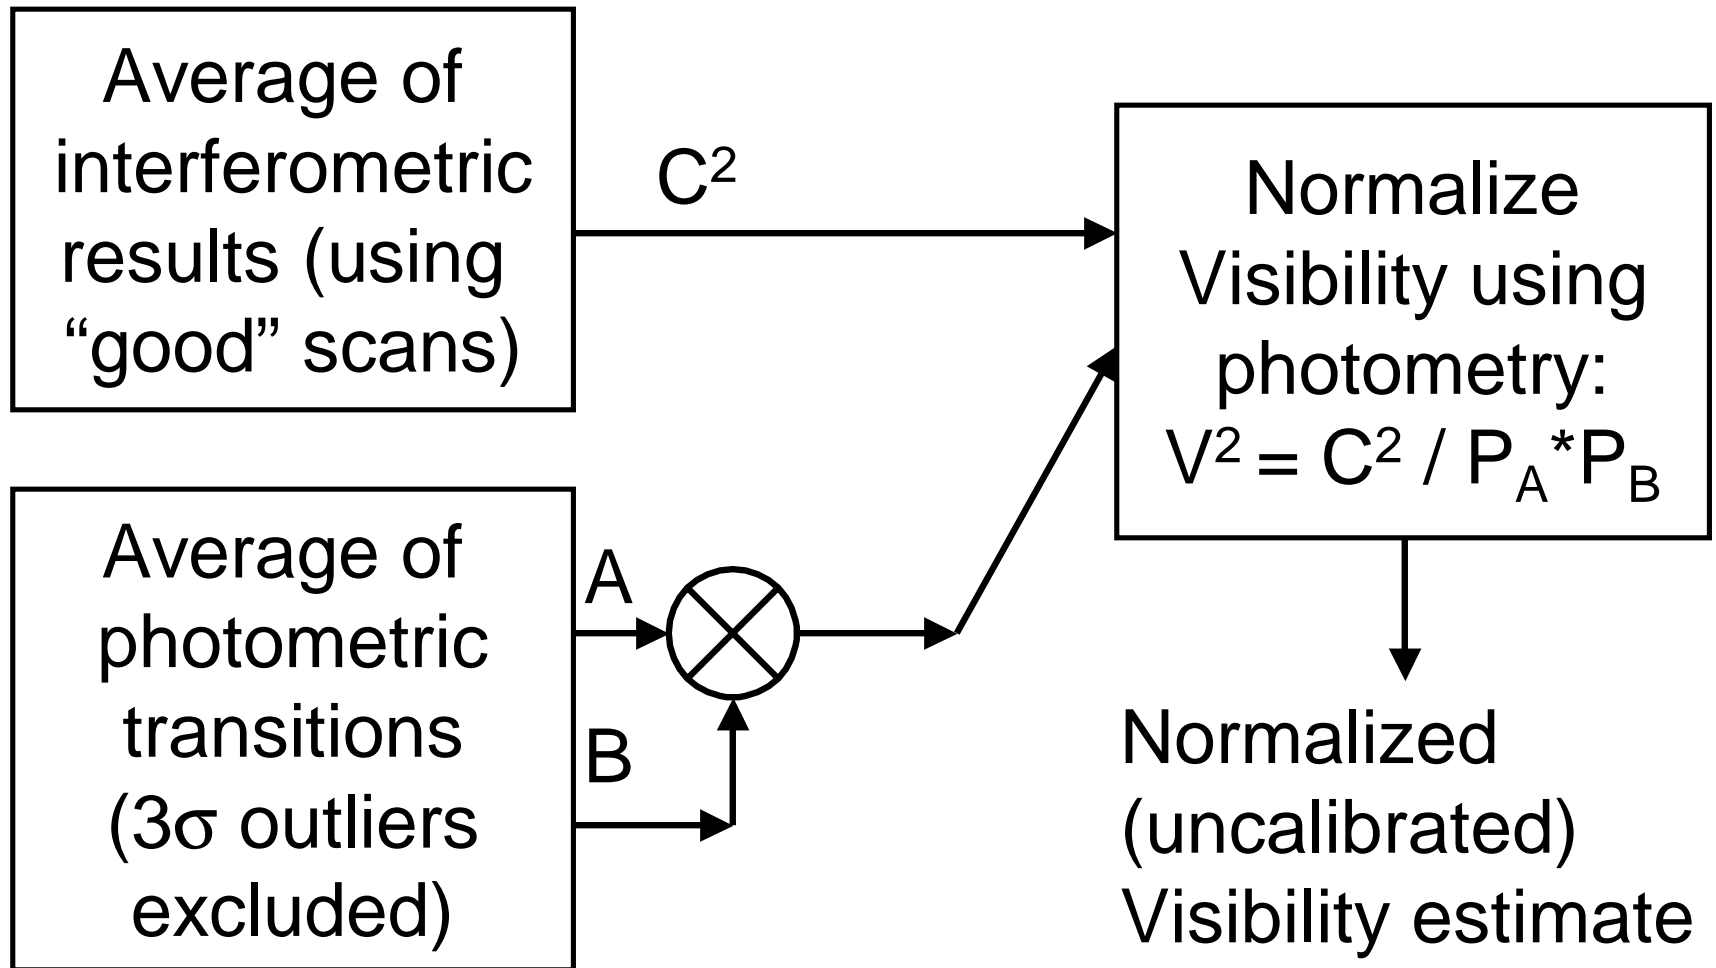 Average of
interferometric
results (using
“good” scans)
C²
Normalize
Visibility using
photometry:
V² = C² / P_A*P_B
Average of
photometric
transitions
(3σ outliers
excluded)
A
B
Normalized
(uncalibrated)
Visibility estimate